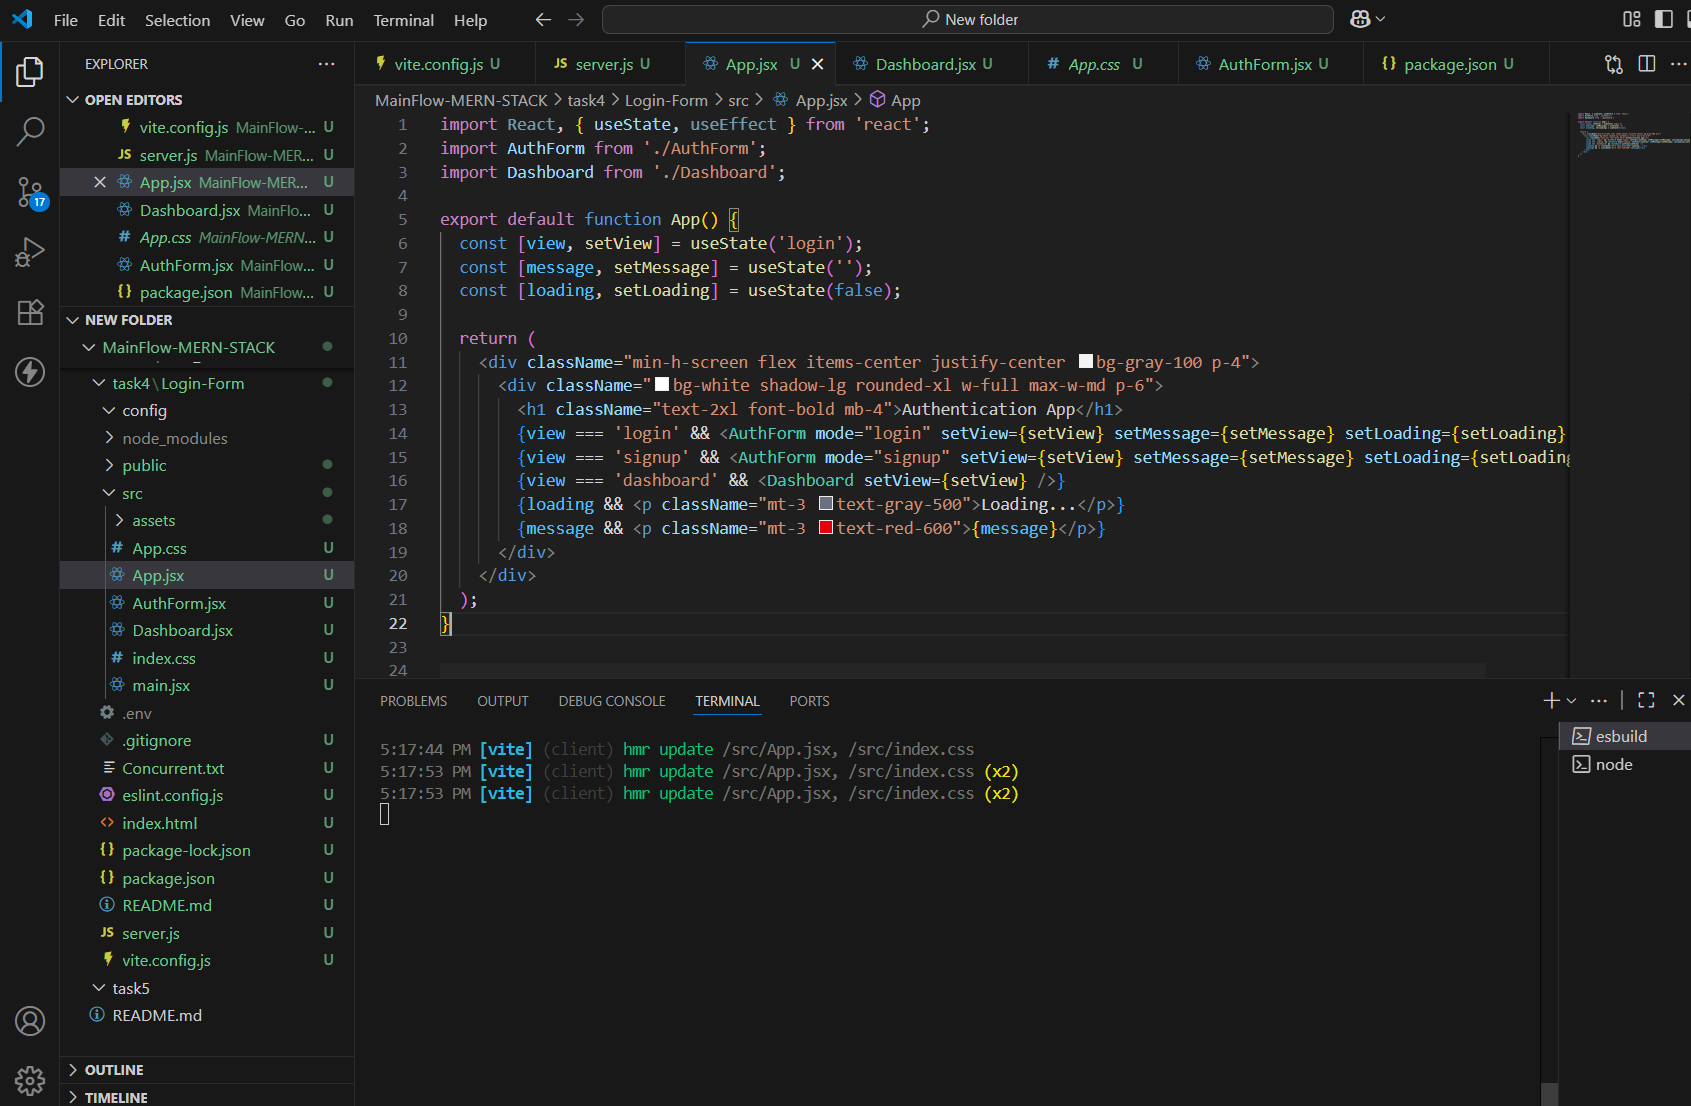 File Edit Selection View Go Run Terminal Help
New folder
EXPLORER
OPEN EDITORS
vite.config.js MainFlow-... U
server.js MainFlow-MER... U
App.jsx MainFlow-MER... U
Dashboard.jsx MainFlo... U
App.css MainFlow-MERN... U
AuthForm.jsx MainFlow... U
package.json MainFlow... U
NEW FOLDER
MainFlow-MERN-STACK
task4\Login-Form
config
node_modules
public
src
assets
App.css U
App.jsx U
AuthForm.jsx U
Dashboard.jsx U
index.css U
main.jsx U
.env
.gitignore U
Concurrent.txt U
eslint.config.js U
index.html U
package-lock.json U
package.json U
README.md U
server.js U
vite.config.js U
task5
README.md
OUTLINE
TIMELINE
17
vite.config.js U JS server.js U App.jsx U Dashboard.jsx U # App.css U AuthForm.jsx U {} package.json U
MainFlow-MERN-STACK > task4 > Login-Form > src > App.jsx > App
1 import React, { useState, useEffect } from 'react';
2 import AuthForm from './AuthForm';
3 import Dashboard from './Dashboard';
4
5 export default function App() {
6 const [view, setView] = useState('login');
7 const [message, setMessage] = useState('');
8 const [loading, setLoading] = useState(false);
9
10 return (
11 <div className="min-h-screen flex items-center justify-center bg-gray-100 p-4">
12 <div className="bg-white shadow-lg rounded-xl w-full max-w-md p-6">
13 <h1 className="text-2xl font-bold mb-4">Authentication App</h1>
14 {view === 'login' && <AuthForm mode="login" setView={setView} setMessage={setMessage} setLoading={setLoading}
15 {view === 'signup' && <AuthForm mode="signup" setView={setView} setMessage={setMessage} setLoading={setLoading
16 {view === 'dashboard' && <Dashboard setView={setView} />}
17 {loading && <p className="mt-3 text-gray-500">Loading...</p>}
18 {message && <p className="mt-3 text-red-600">{message}</p>}
19 </div>
20 </div>
21 );
22 }
23
24
PROBLEMS OUTPUT DEBUG CONSOLE TERMINAL PORTS
5:17:44 PM [vite] (client) hmr update /src/App.jsx, /src/index.css
5:17:53 PM [vite] (client) hmr update /src/App.jsx, /src/index.css (x2)
5:17:53 PM [vite] (client) hmr update /src/App.jsx, /src/index.css (x2)
esbuild
node